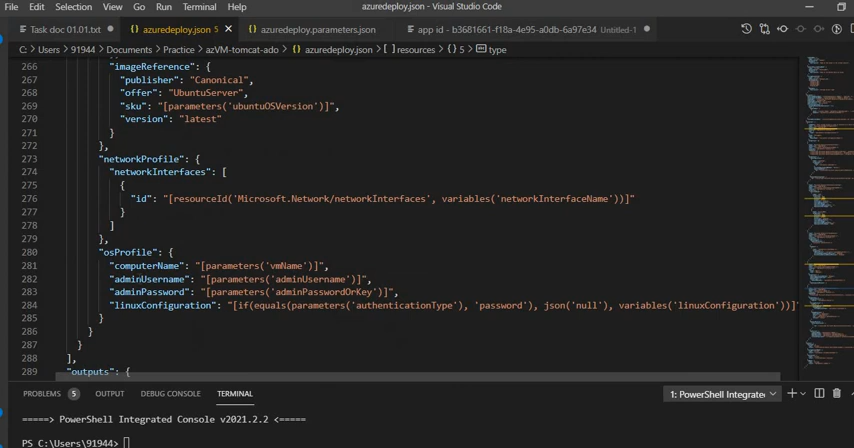 File Edit Selection View Go Run Terminal Help azuredeploy.json - Visual Studio Code
Task doc 01.01.txt azuredeploy.json 5 azuredeploy.parameters.json app id - b3681661-f18a-4e95-a0db-6a97e34 Untitled-1
C: > Users > 91944 > Documents > Practice > azVM-tomcat-ado > azuredeploy.json > [ ] resources > { } 5 > type
266 "imageReference": {
267 "publisher": "Canonical",
268 "offer": "UbuntuServer",
269 "sku": "[parameters('ubuntuOSVersion')]",
270 "version": "latest"
271 }
272 },
273 "networkProfile": {
274 "networkInterfaces": [
275 {
276 "id": "[resourceId('Microsoft.Network/networkInterfaces', variables('networkInterfaceName'))]"
277 }
278 ]
279 },
280 "osProfile": {
281 "computerName": "[parameters('vmName')]",
282 "adminUsername": "[parameters('adminUsername')]",
283 "adminPassword": "[parameters('adminPasswordOrKey')]",
284 "linuxConfiguration": "[if(equals(parameters('authenticationType'), 'password'), json('null'), variables('linuxConfiguration'))]"
285 }
286 }
287 }
288 ],
289 "outputs": {
PROBLEMS 5 OUTPUT DEBUG CONSOLE TERMINAL 1: PowerShell Integrated
=====> PowerShell Integrated Console v2021.2.2 <=====
PS C:\Users\91944>